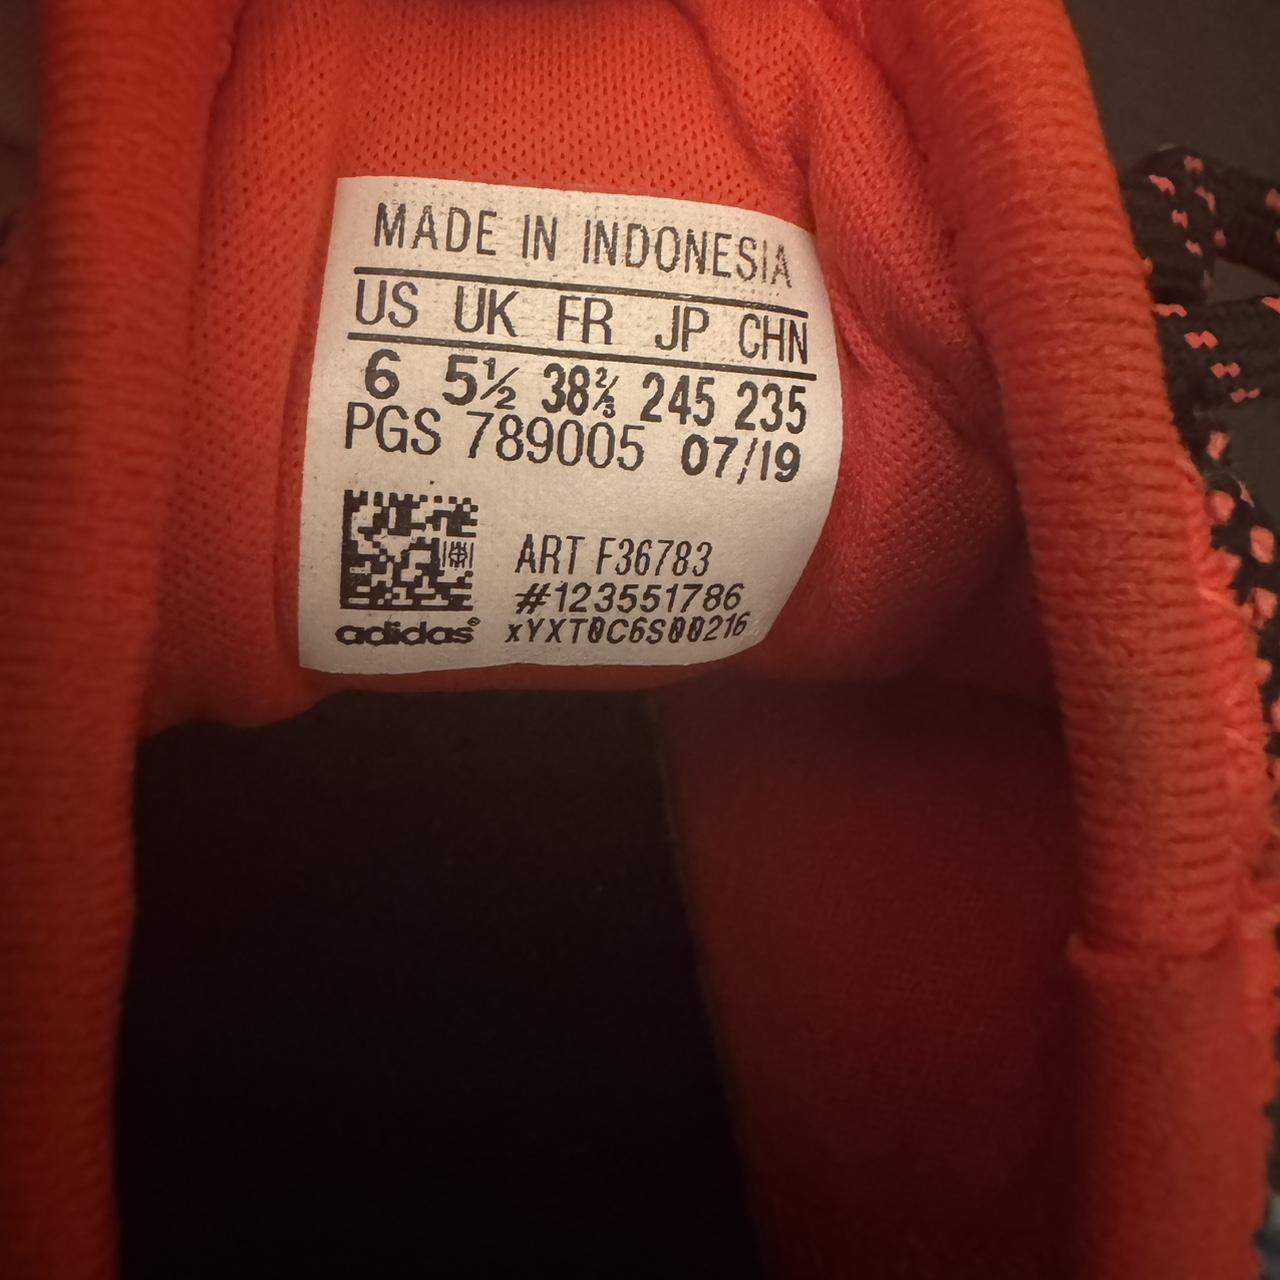 MADE IN INDONESIA
US UK FR JP CHN
6 5½ 38⅔ 245 235
PGS 789005 07/19
ART F36783
#123551786
adidas® xYXT0C6S00216